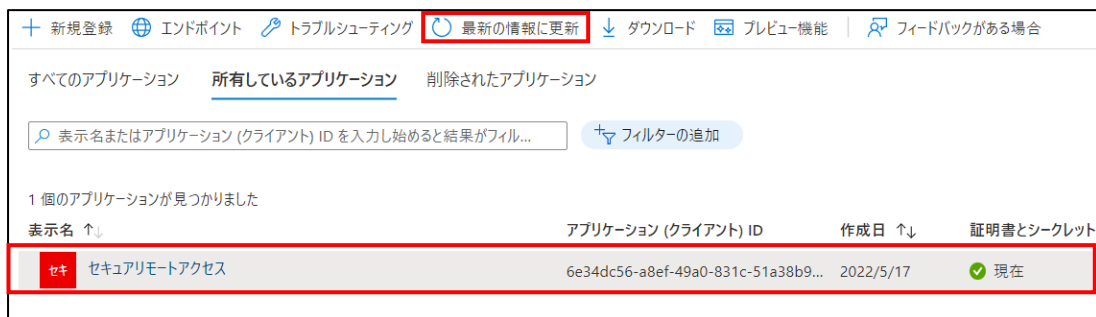 新規登録 エンドポイント トラブルシューティング 最新の情報に更新 ダウンロード プレビュー機能 フィードバックがある場合
すべてのアプリケーション 所有しているアプリケーション 削除されたアプリケーション
表示名またはアプリケーション (クライアント) ID を入力し始めると結果がフィル... フィルターの追加
1 個のアプリケーションが見つかりました
表示名 ↑↓ アプリケーション (クライアント) ID 作成日 ↑↓ 証明書とシークレット
セキ セキュアリモートアクセス 6e34dc56-a8ef-49a0-831c-51a38b9... 2022/5/17 現在